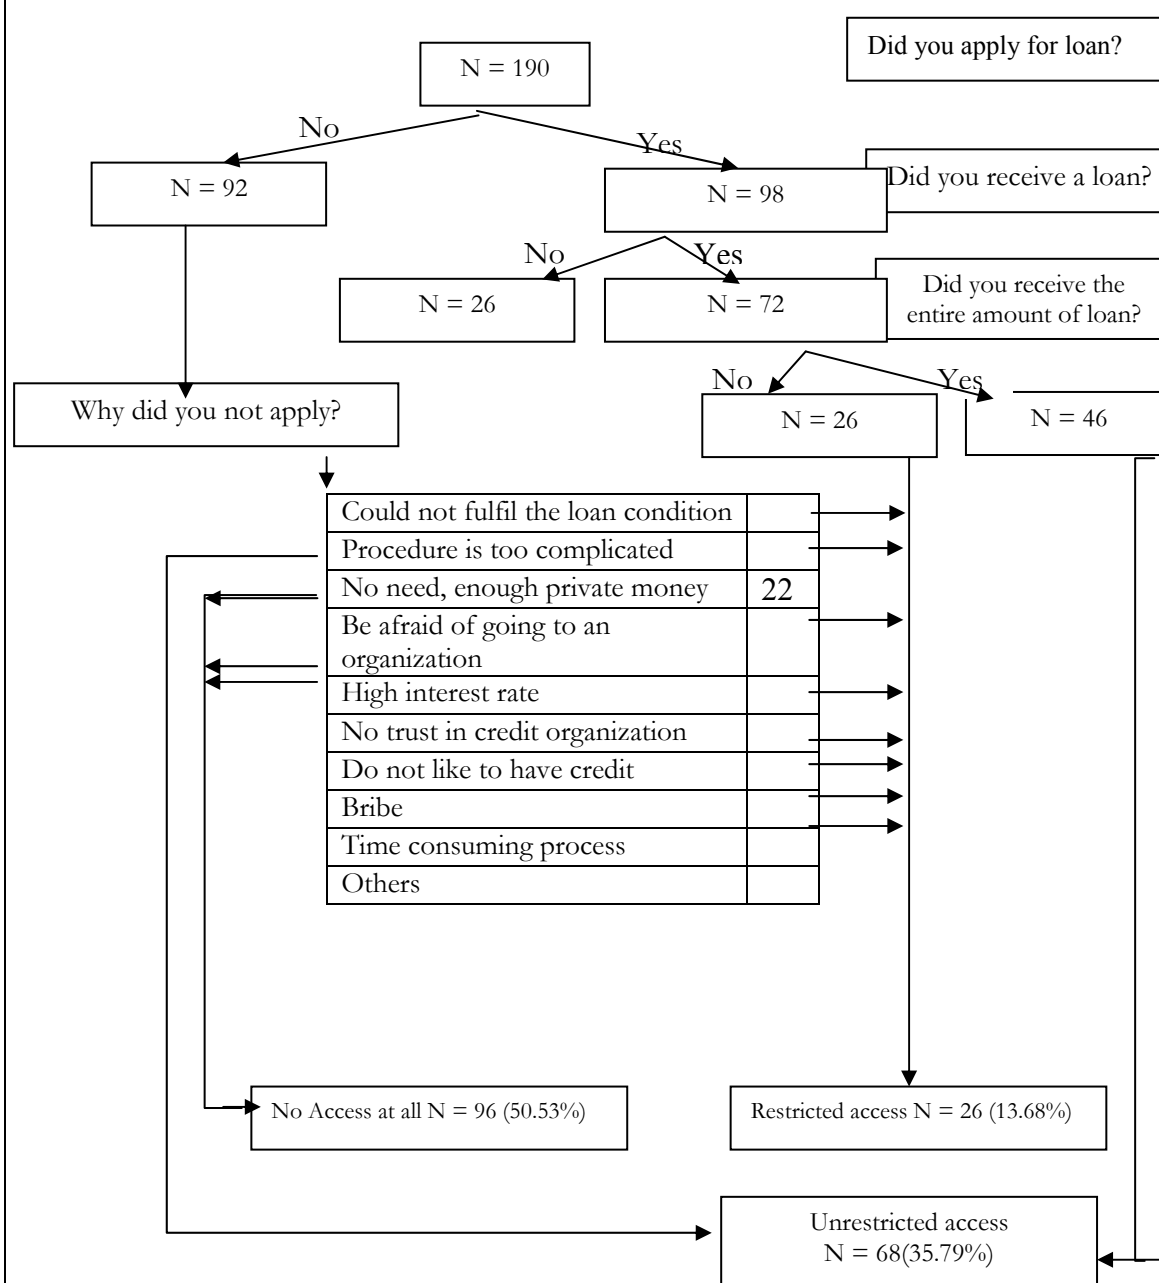 Did you apply for loan?
N = 190
No
Yes
N = 92
N = 98
Did you receive a loan?
No
Yes
N = 26
N = 72
Did you receive the
entire amount of loan?
No
Yes
Why did you not apply?
N = 26
N = 46
Could not fulfil the loan condition
Procedure is too complicated
No need, enough private money 22
Be afraid of going to an
organization
High interest rate
No trust in credit organization
Do not like to have credit
Bribe
Time consuming process
Others
No Access at all N = 96 (50.53%)
Restricted access N = 26 (13.68%)
Unrestricted access
N = 68(35.79%)